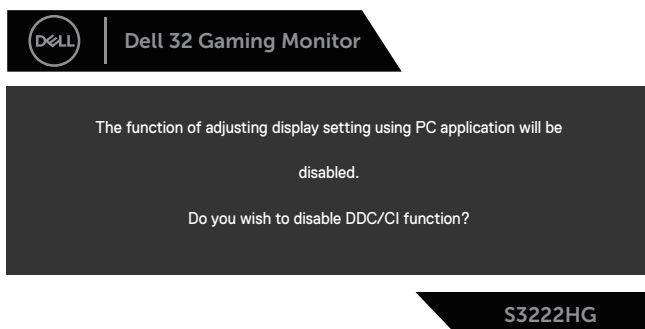 DELL
Dell 32 Gaming Monitor
The function of adjusting display setting using PC application will be
disabled.
Do you wish to disable DDC/CI function?
S3222HG